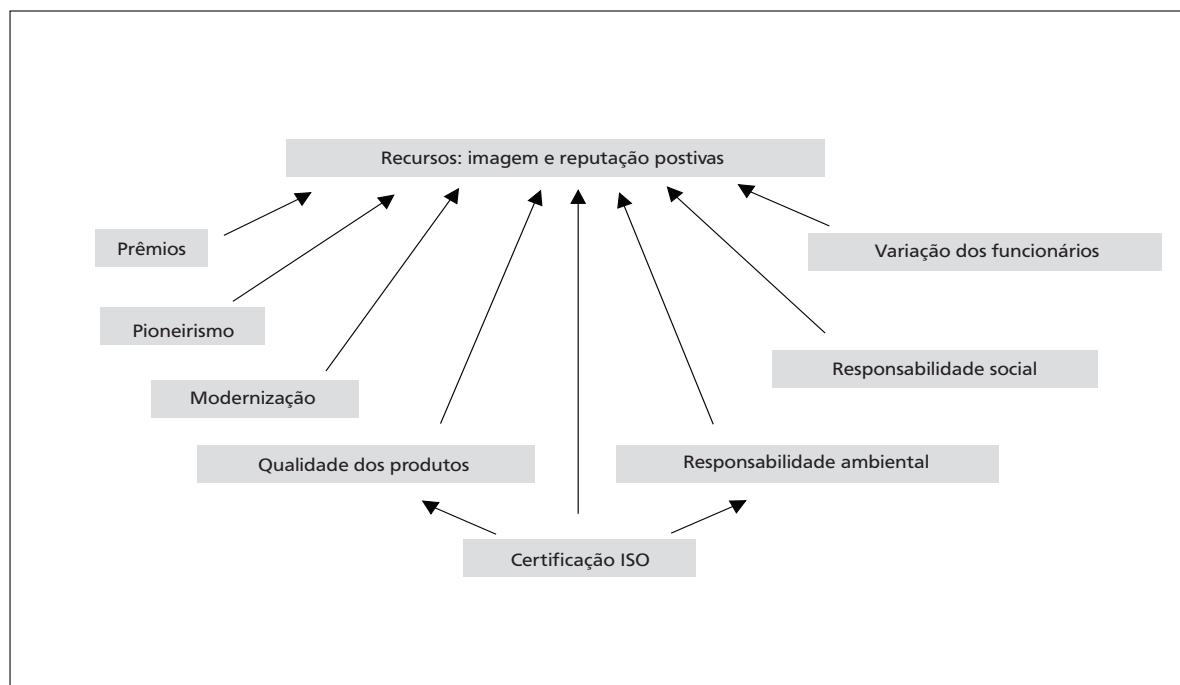 Recursos: imagem e reputação postivas
Prêmios
Variação dos funcionários
Pioneirismo
Responsabilidade social
Modernização
Qualidade dos produtos
Responsabilidade ambiental
Certificação ISO